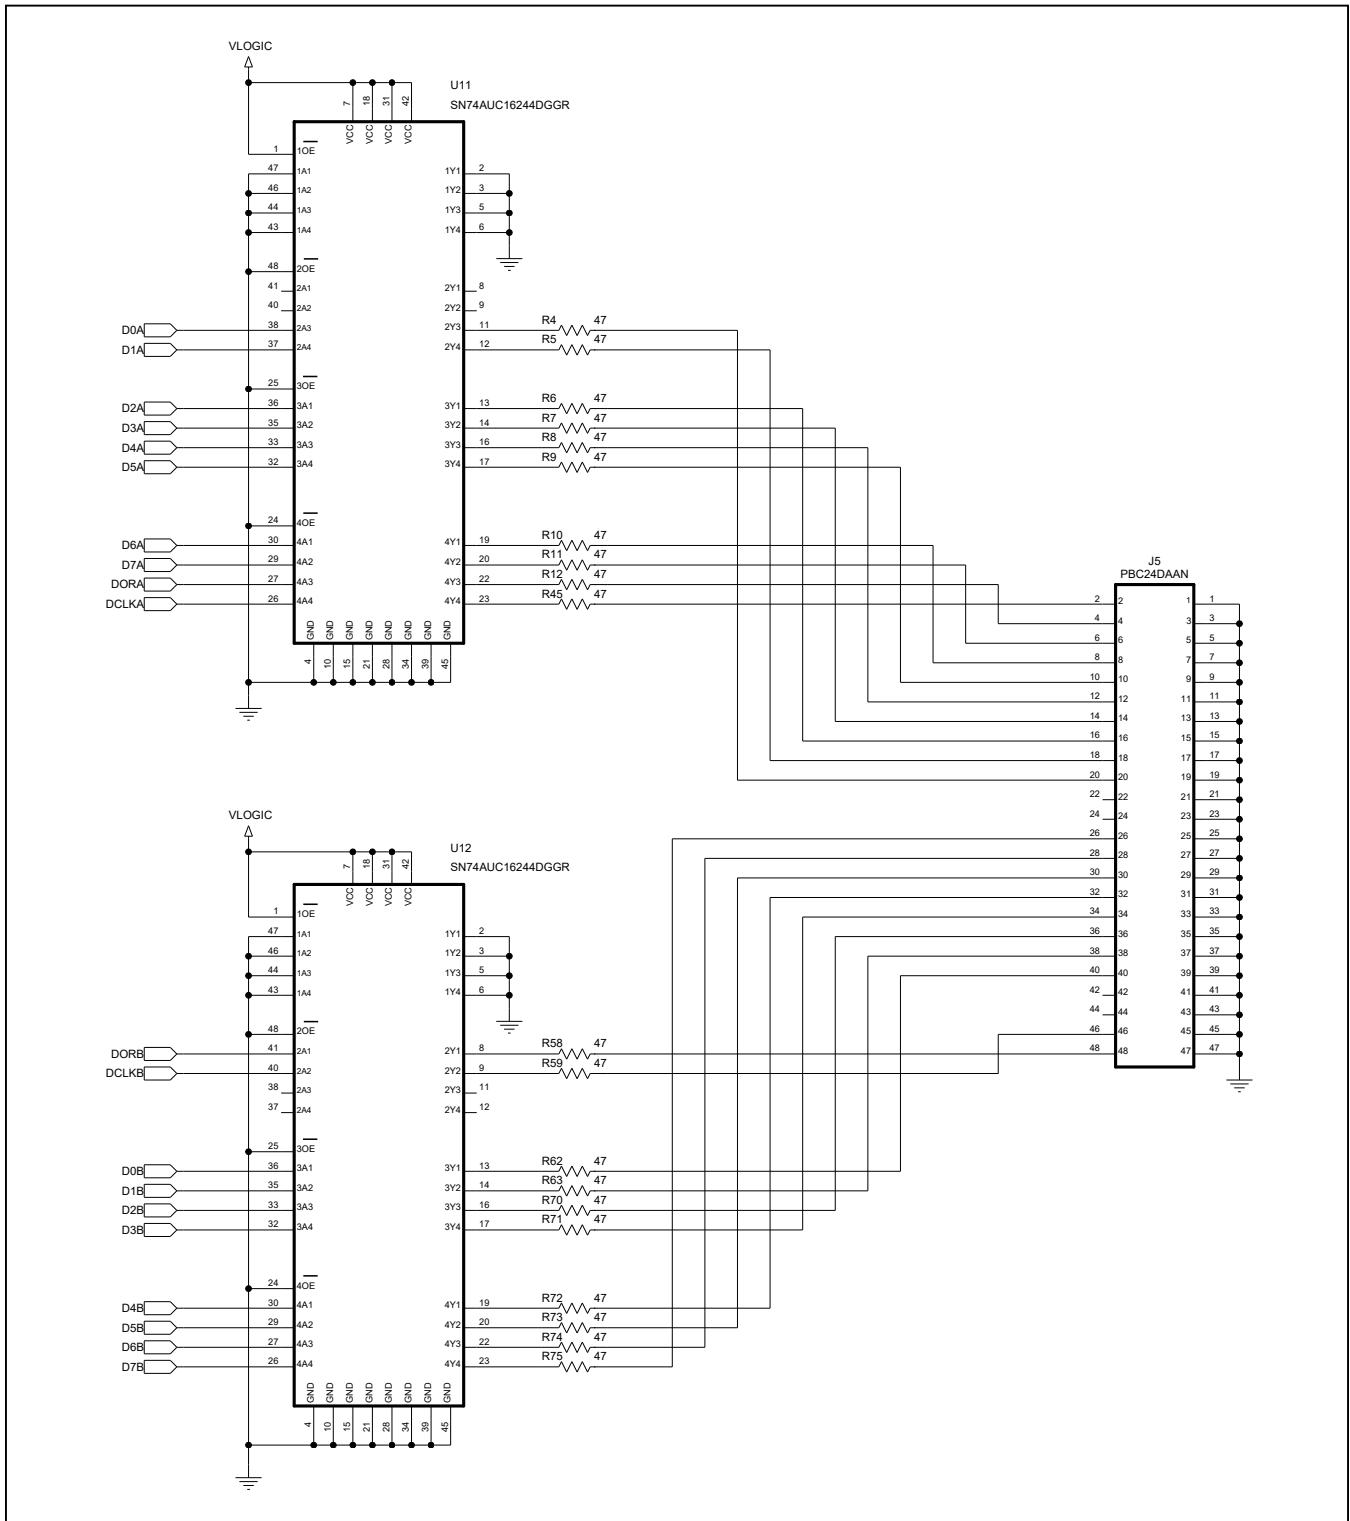 VLOGIC
U11
SN74AUC16244DGGR
7 18 31 42
VCC VCC VCC VCC
1 1OE
47 1A1 1Y1 2
46 1A2 1Y2 3
44 1A3 1Y3 5
43 1A4 1Y4 6
48 2OE
41 2A1 2Y1 8
40 2A2 2Y2 9
D0A 38 2A3 2Y3 11 R4 47
D1A 37 2A4 2Y4 12 R5 47
25 3OE
D2A 36 3A1 3Y1 13 R6 47
D3A 35 3A2 3Y2 14 R7 47
D4A 33 3A3 3Y3 16 R8 47
D5A 32 3A4 3Y4 17 R9 47
24 4OE
D6A 30 4A1 4Y1 19 R10 47
D7A 29 4A2 4Y2 20 R11 47
DORA 27 4A3 4Y3 22 R12 47
DCLKA 26 4A4 4Y4 23 R45 47
GND GND GND GND GND GND GND GND
4 10 15 21 28 34 39 45
J5
PBC24DAAN
2 2 1 1
4 4 3 3
6 6 5 5
8 8 7 7
10 10 9 9
12 12 11 11
14 14 13 13
16 16 15 15
18 18 17 17
20 20 19 19
22 22 21 21
24 24 23 23
26 26 25 25
28 28 27 27
30 30 29 29
32 32 31 31
34 34 33 33
36 36 35 35
38 38 37 37
40 40 39 39
42 42 41 41
44 44 43 43
46 46 45 45
48 48 47 47
VLOGIC
U12
SN74AUC16244DGGR
7 18 31 42
VCC VCC VCC VCC
1 1OE
47 1A1 1Y1 2
46 1A2 1Y2 3
44 1A3 1Y3 5
43 1A4 1Y4 6
48 2OE
DORB 41 2A1 2Y1 8 R58 47
DCLKB 40 2A2 2Y2 9 R59 47
38 2A3 2Y3 11
37 2A4 2Y4 12
25 3OE
D0B 36 3A1 3Y1 13 R62 47
D1B 35 3A2 3Y2 14 R63 47
D2B 33 3A3 3Y3 16 R70 47
D3B 32 3A4 3Y4 17 R71 47
24 4OE
D4B 30 4A1 4Y1 19 R72 47
D5B 29 4A2 4Y2 20 R73 47
D6B 27 4A3 4Y3 22 R74 47
D7B 26 4A4 4Y4 23 R75 47
GND GND GND GND GND GND GND GND
4 10 15 21 28 34 39 45